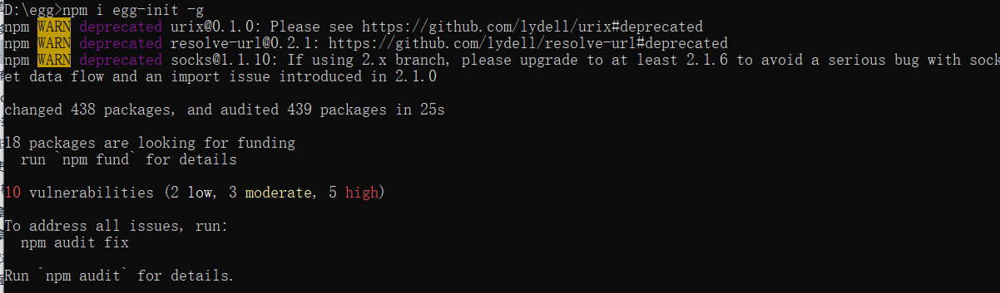 D:\egg>npm i egg-init -g
npm WARN deprecated urix@0.1.0: Please see https://github.com/lydell/urix#deprecated
npm WARN deprecated resolve-url@0.2.1: https://github.com/lydell/resolve-url#deprecated
npm WARN deprecated socks@1.1.10: If using 2.x branch, please upgrade to at least 2.1.6 to avoid a serious bug with sock
et data flow and an import issue introduced in 2.1.0
changed 438 packages, and audited 439 packages in 25s
18 packages are looking for funding
run `npm fund` for details
10 vulnerabilities (2 low, 3 moderate, 5 high)
To address all issues, run:
npm audit fix
Run `npm audit` for details.